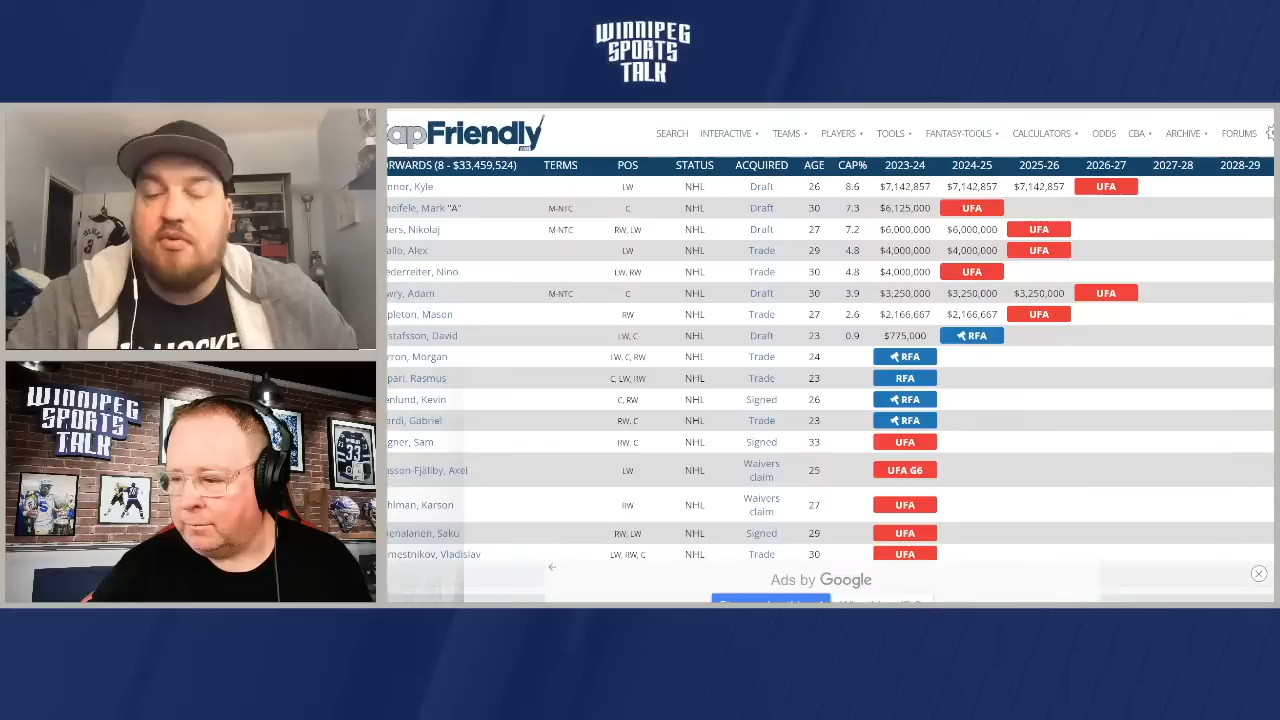 WINNIPEG
SPORTS
TALK
apFriendly
SEARCH INTERACTIVE TEAMS PLAYERS TOOLS FANTASY-TOOLS CALCULATORS ODDS CBA ARCHIVE FORUMS
RWARDS (8 - $33,459,524) TERMS POS STATUS ACQUIRED AGE CAP% 2023-24 2024-25 2025-26 2026-27 2027-28 2028-29
nnor, Kyle LW NHL Draft 26 8.6 $7,142,857 $7,142,857 $7,142,857 UFA
heifele, Mark "A" M-NTC C NHL Draft 30 7.3 $6,125,000 UFA
lers, Nikolaj M-NTC RW, LW NHL Draft 27 7.2 $6,000,000 $6,000,000 UFA
allo, Alex LW NHL Trade 29 4.8 $4,000,000 $4,000,000 UFA
ederreiter, Nino LW, RW NHL Trade 30 4.8 $4,000,000 UFA
wry, Adam M-NTC C NHL Draft 30 3.9 $3,250,000 $3,250,000 $3,250,000 UFA
pleton, Mason RW NHL Trade 27 2.6 $2,166,667 $2,166,667 UFA
stafsson, David LW, C NHL Draft 23 0.9 $775,000 RFA
rron, Morgan LW, C, RW NHL Trade 24 RFA
pari, Rasmus C, LW, RW NHL Trade 23 RFA
enlund, Kevin C, RW NHL Signed 26 RFA
ardi, Gabriel RW, C NHL Trade 23 RFA
gner, Sam RW, C NHL Signed 33 UFA
nsson-Fjällby, Axel LW NHL Waivers claim 25 UFA G6
hlman, Karson RW NHL Waivers claim 27 UFA
enalanen, Saku RW, LW NHL Signed 29 UFA
mestnikov, Vladislav LW, RW, C NHL Trade 30 UFA
Ads by Google
WINNIPEG
SPORTS
TALK
33